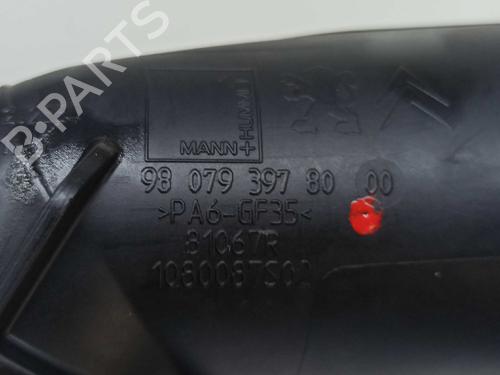 B-PARTS
MANN+
HUMMEL
98 079 397 80 00
>PA6-GF35<
81067R
1080087S02